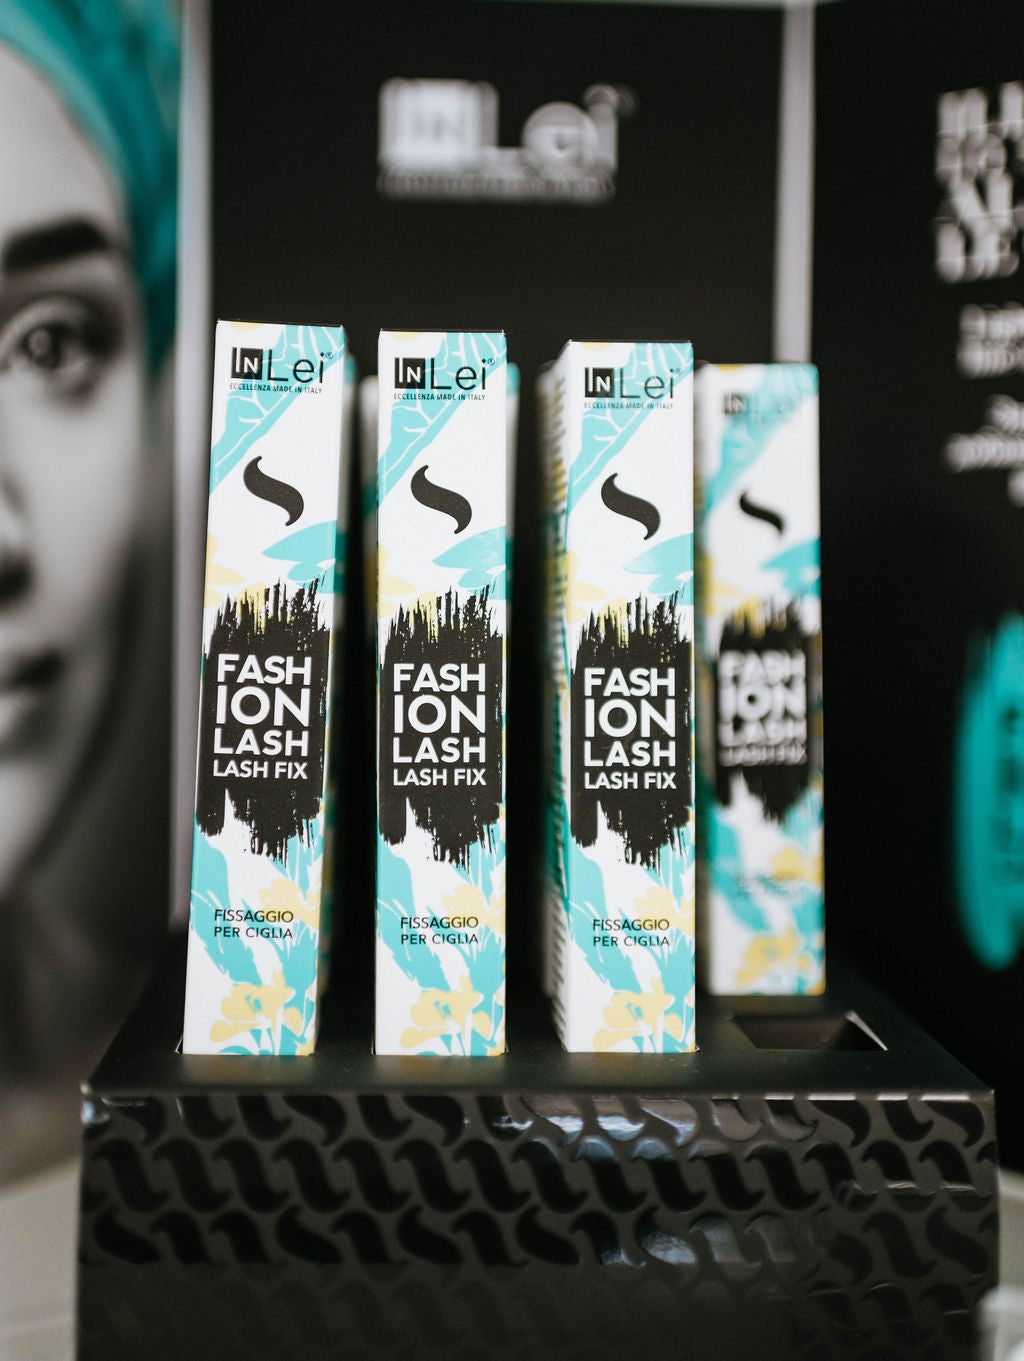 INLei®
INLei®
ECCELLENZA MADE IN ITALY
FASH
ION
LASH
LASH FIX
FISSAGGIO
PER CIGLIA
INLei®
ECCELLENZA MADE IN ITALY
FASH
ION
LASH
LASH FIX
FISSAGGIO
PER CIGLIA
INLei®
ECCELLENZA MADE IN ITALY
FASH
ION
LASH
LASH FIX
FISSAGGIO
PER CIGLIA
INLei
FASH
ION
LASH
LASH FIX